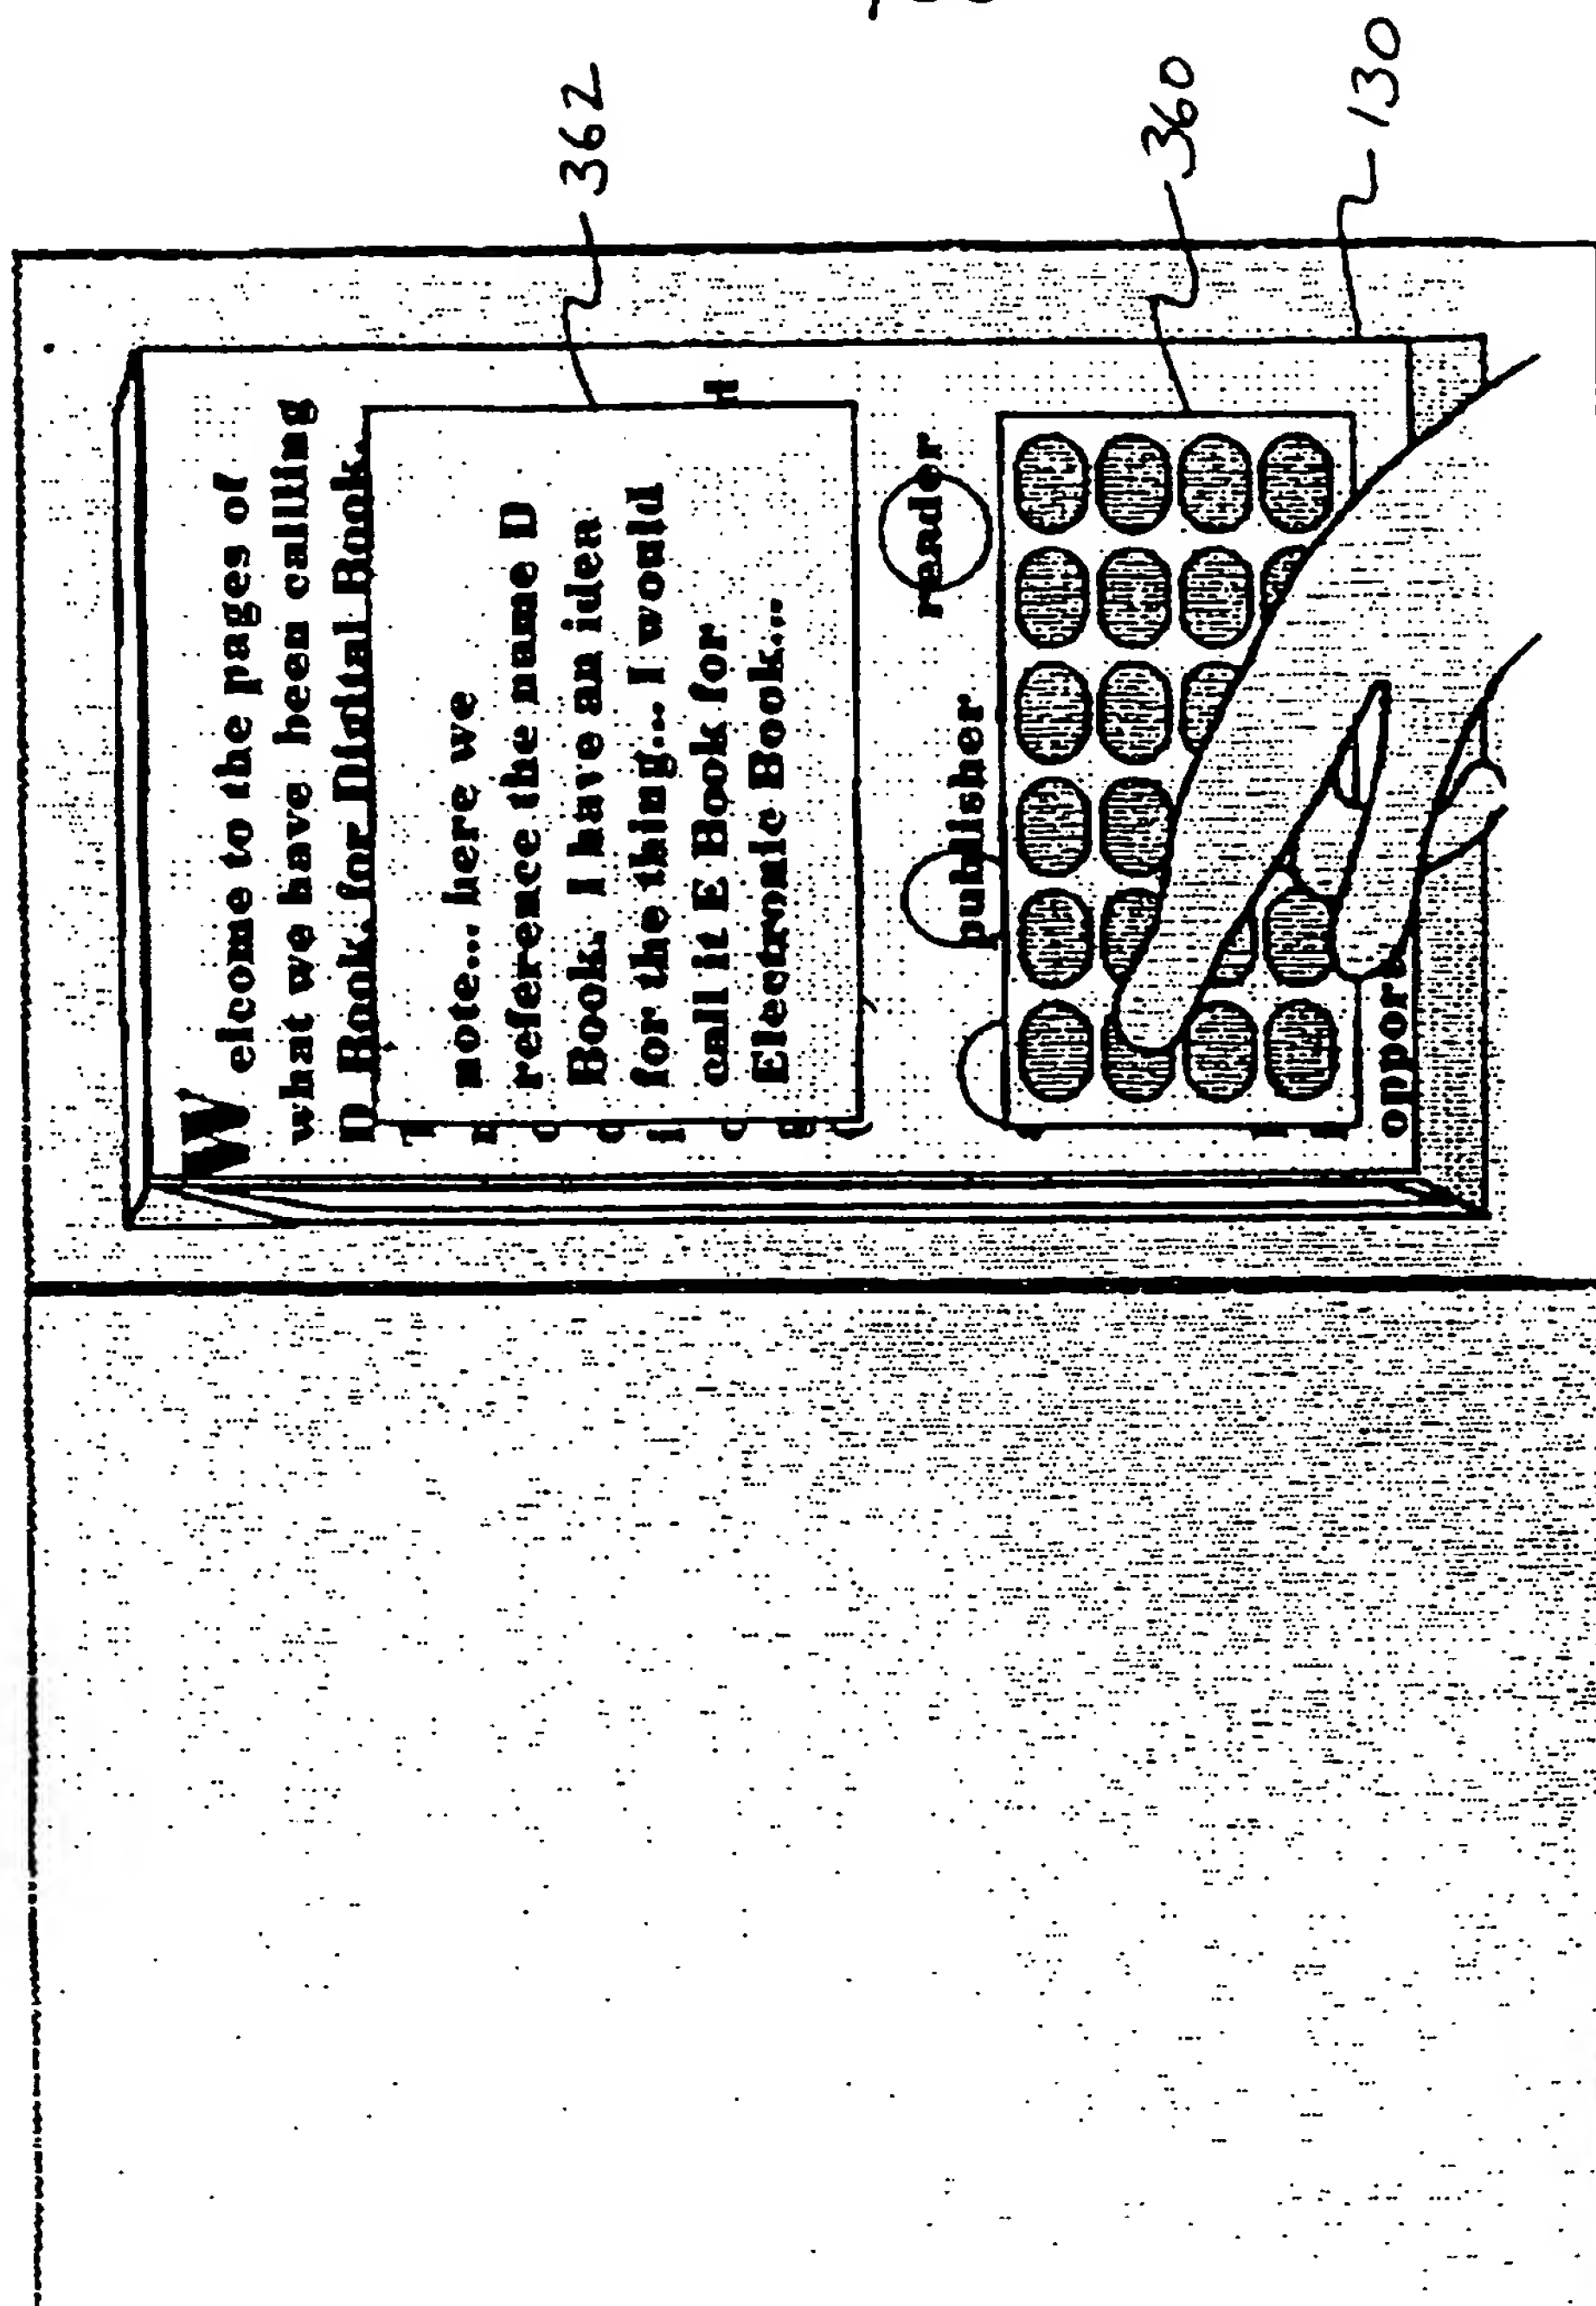 Welcome to the pages of
what we have been callling
D Book for Digital Book.
note... here we
reference the name D
Book. I have an idea
for the thing... I would
call it E Book for
Electronic Book...
reader
publisher
oppor
362
360
130